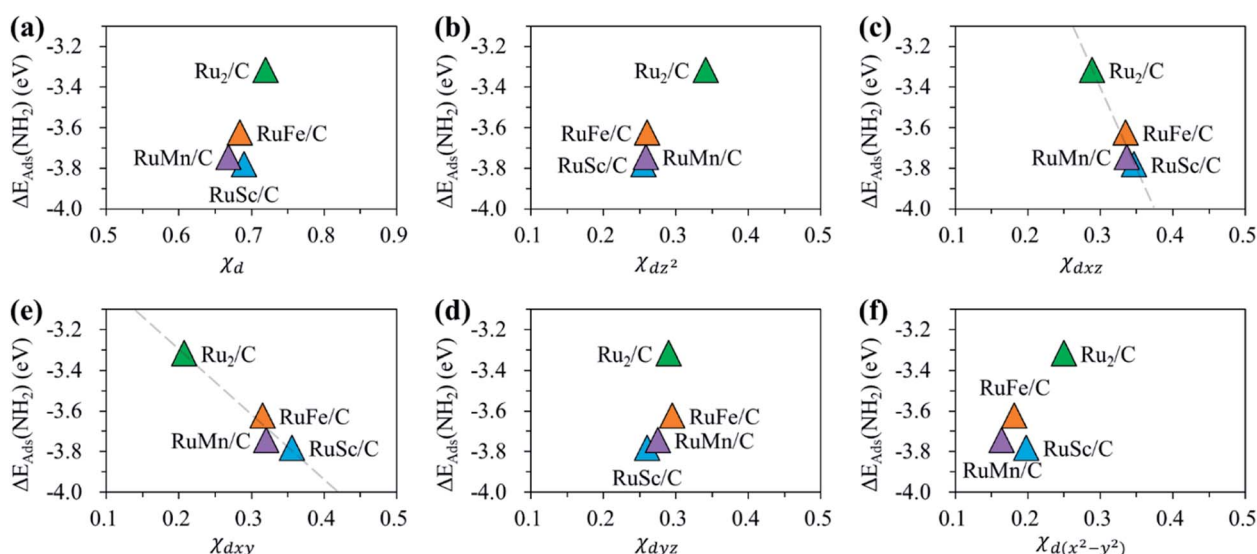 (a)
ΔE_Ads(NH₂) (eV)
-3.2
-3.4
-3.6
-3.8
-4.0
Ru₂/C
RuFe/C
RuMn/C
RuSc/C
0.5 0.6 0.7 0.8 0.9
χ_d
(b)
ΔE_Ads(NH₂) (eV)
-3.2
-3.4
-3.6
-3.8
-4.0
Ru₂/C
RuFe/C
RuSc/C RuMn/C
0.1 0.2 0.3 0.4 0.5
χ_dz²
(c)
ΔE_Ads(NH₂) (eV)
-3.2
-3.4
-3.6
-3.8
-4.0
Ru₂/C
RuFe/C
RuMn/C RuSc/C
0.1 0.2 0.3 0.4 0.5
χ_dxz
(e)
ΔE_Ads(NH₂) (eV)
-3.2
-3.4
-3.6
-3.8
-4.0
Ru₂/C
RuFe/C
RuMn/C RuSc/C
0.1 0.2 0.3 0.4 0.5
χ_dxy
(d)
ΔE_Ads(NH₂) (eV)
-3.2
-3.4
-3.6
-3.8
-4.0
Ru₂/C
RuFe/C
RuMn/C
RuSc/C
0.1 0.2 0.3 0.4 0.5
χ_dyz
(f)
ΔE_Ads(NH₂) (eV)
-3.2
-3.4
-3.6
-3.8
-4.0
Ru₂/C
RuFe/C
RuSc/C
RuMn/C
0.1 0.2 0.3 0.4 0.5
χ_d(x²−y²)